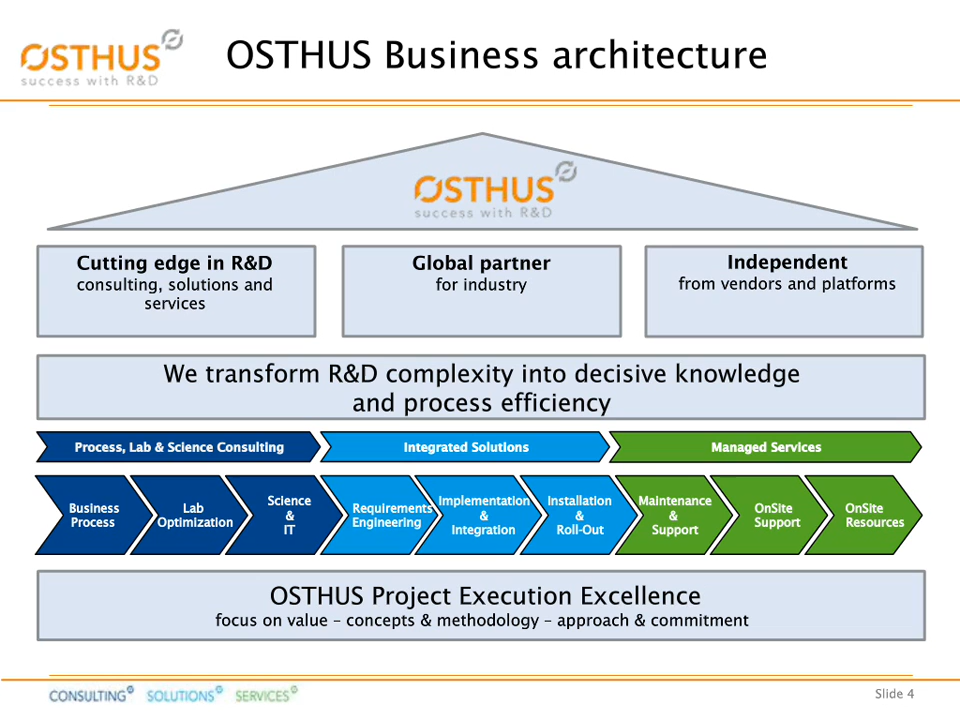 OSTHUS
success with R&D
OSTHUS Business architecture
OSTHUS
success with R&D
Cutting edge in R&D
consulting, solutions and
services
Global partner
for industry
Independent
from vendors and platforms
We transform R&D complexity into decisive knowledge
and process efficiency
Process, Lab & Science Consulting
Integrated Solutions
Managed Services
Business
Process
Lab
Optimization
Science
&
IT
Requirements
Engineering
Implementation
&
Integration
Installation
&
Roll-Out
Maintenance
&
Support
OnSite
Support
OnSite
Resources
OSTHUS Project Execution Excellence
focus on value – concepts & methodology – approach & commitment
CONSULTING SOLUTIONS SERVICES
Slide 4